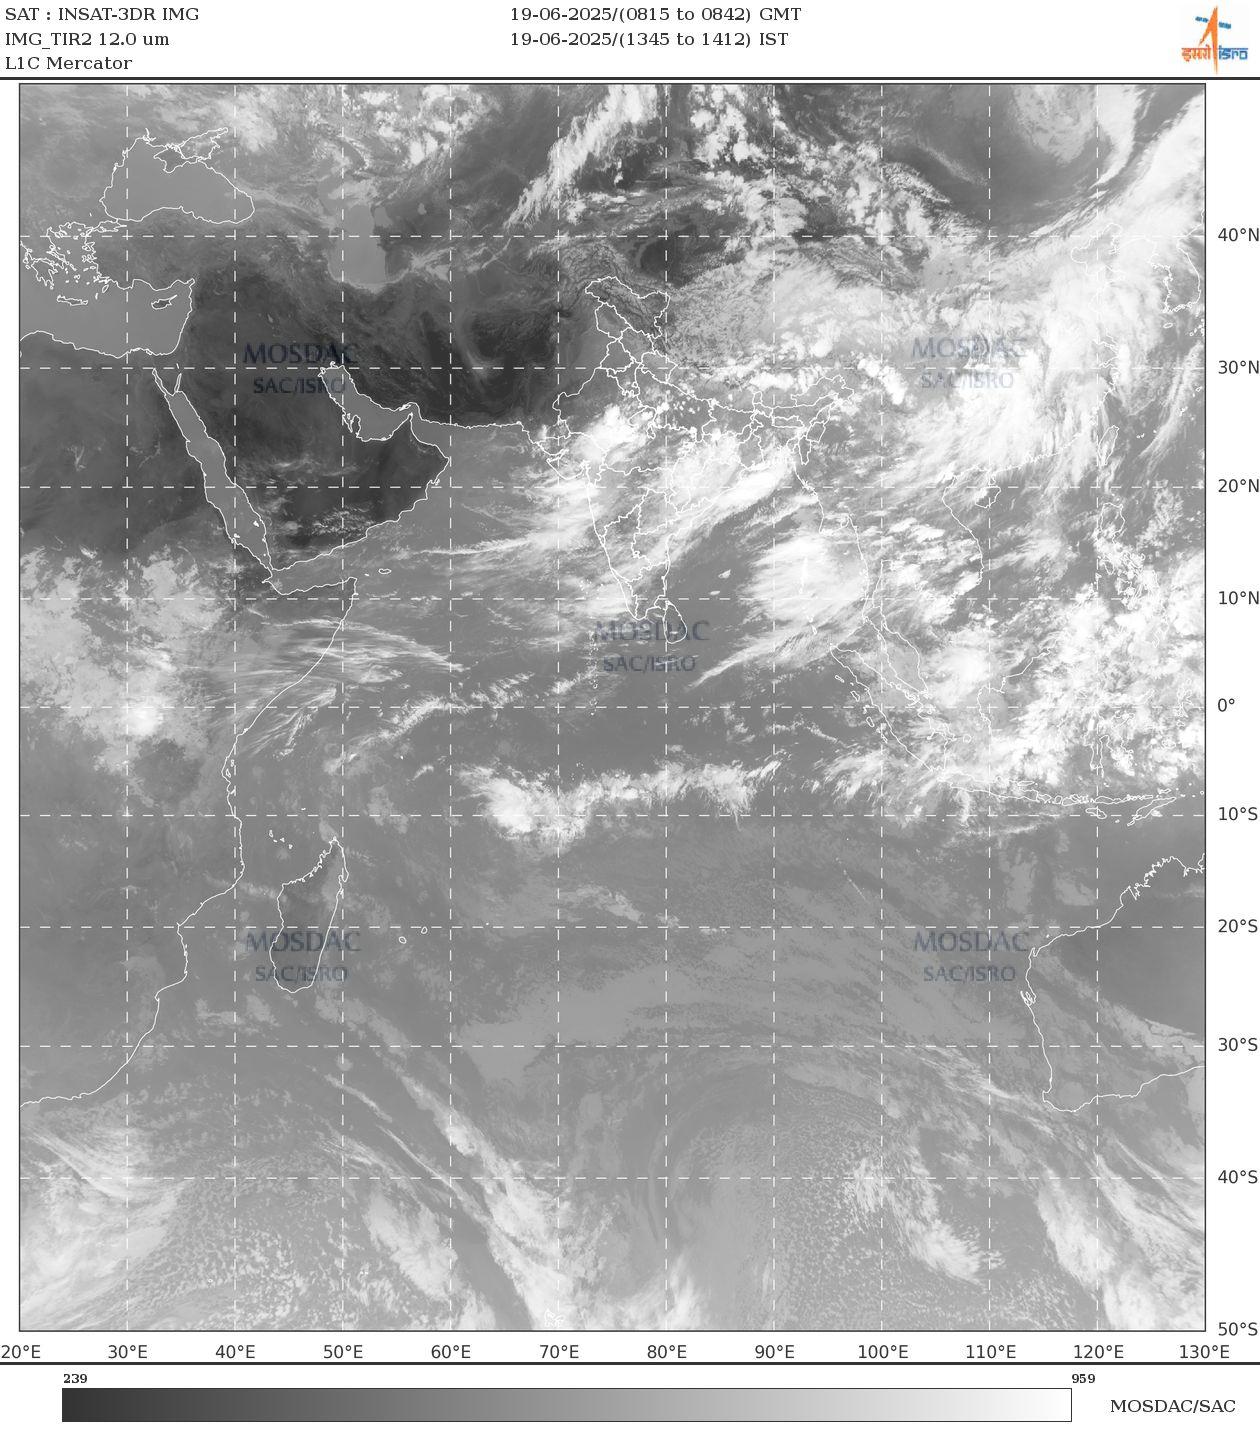 SAT : INSAT-3DR IMG
IMG_TIR2 12.0 um
L1C Mercator
19-06-2025/(0815 to 0842) GMT
19-06-2025/(1345 to 1412) IST
इसरो isro
40°N
MOSDAC
SAC/ISRO
MOSDAC
SAC/ISRO
30°N
20°N
10°N
MOSDAC
SAC/ISRO
0°
10°S
20°S
MOSDAC
SAC/ISRO
MOSDAC
SAC/ISRO
30°S
40°S
50°S
20°E 30°E 40°E 50°E 60°E 70°E 80°E 90°E 100°E 110°E 120°E 130°E
239 959
MOSDAC/SAC